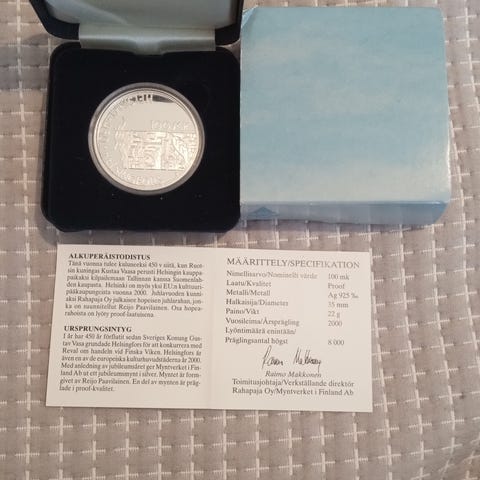 100 MK
ALKUPERÄISTODISTUS
Tänä vuonna tulee kuluneeksi 450 v siitä, kun Ruot-
sin kuningas Kustaa Vaasa perusti Helsingin kauppa-
paikaksi kilpailemaan Tallinnan kanssa Suomenlah-
den kaupasta. Helsinki on myös yksi EU:n kulttuuri-
pääkaupungeista vuonna 2000. Juhlavuoden kunni-
aksi Rahapaja Oy julkaisee hopeisen juhlarahan, jon-
ka on suunnitellut Reijo Paavilainen. Osa hopea-
rahoista on lyöty proof-laatuisena.
URSPRUNGSINTYG
I år har 450 år förflutit sedan Sveriges Konung Gus-
tav Vasa grundade Helsingfors för att konkurrera med
Reval om handeln vid Finska Viken. Helsingfors är
även en av de europeiska kulturhuvudstäderna år 2000.
Med anledning av jubileumsåret ger Myntverket i Fin-
land Ab ut ett jubileumsmynt i silver. Myntet är form-
givet av Reijo Paavilainen. En del av mynten är präg-
lade i proof-kvalitet.
MÄÄRITTELY/SPECIFIKATION
Nimellisarvo/Nominellt värde 100 mk
Laatu/Kvalitet Proof
Metalli/Metall Ag 925 ‰
Halkaisija/Diameter 35 mm
Paino/Vikt 22 g
Vuosileima/Årsprägling 2000
Lyöntimäärä enintään/
Präglingsantal högst 8 000
Raimo Makkonen
Toimitusjohtaja/Verkställande direktör
Rahapaja Oy/Myntverket i Finland Ab